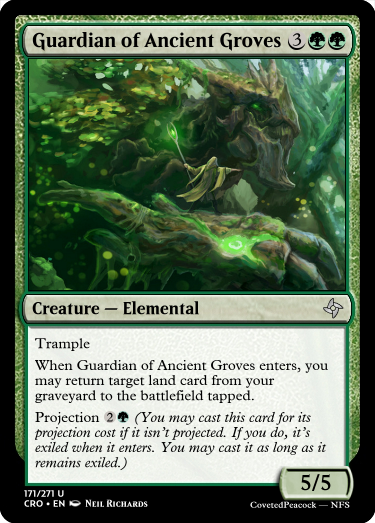 Guardian of Ancient Groves 3
Creature — Elemental
Trample
When Guardian of Ancient Groves enters, you
may return target land card from your
graveyard to the battlefield tapped.
Projection 2 (You may cast this card for its
projection cost if it isn't projected. If you do, it's
exiled when it enters. You may cast it as long as it
remains exiled.)
5/5
171/271 U
CRO • EN Neil Richards
CovetedPeacock — NFS